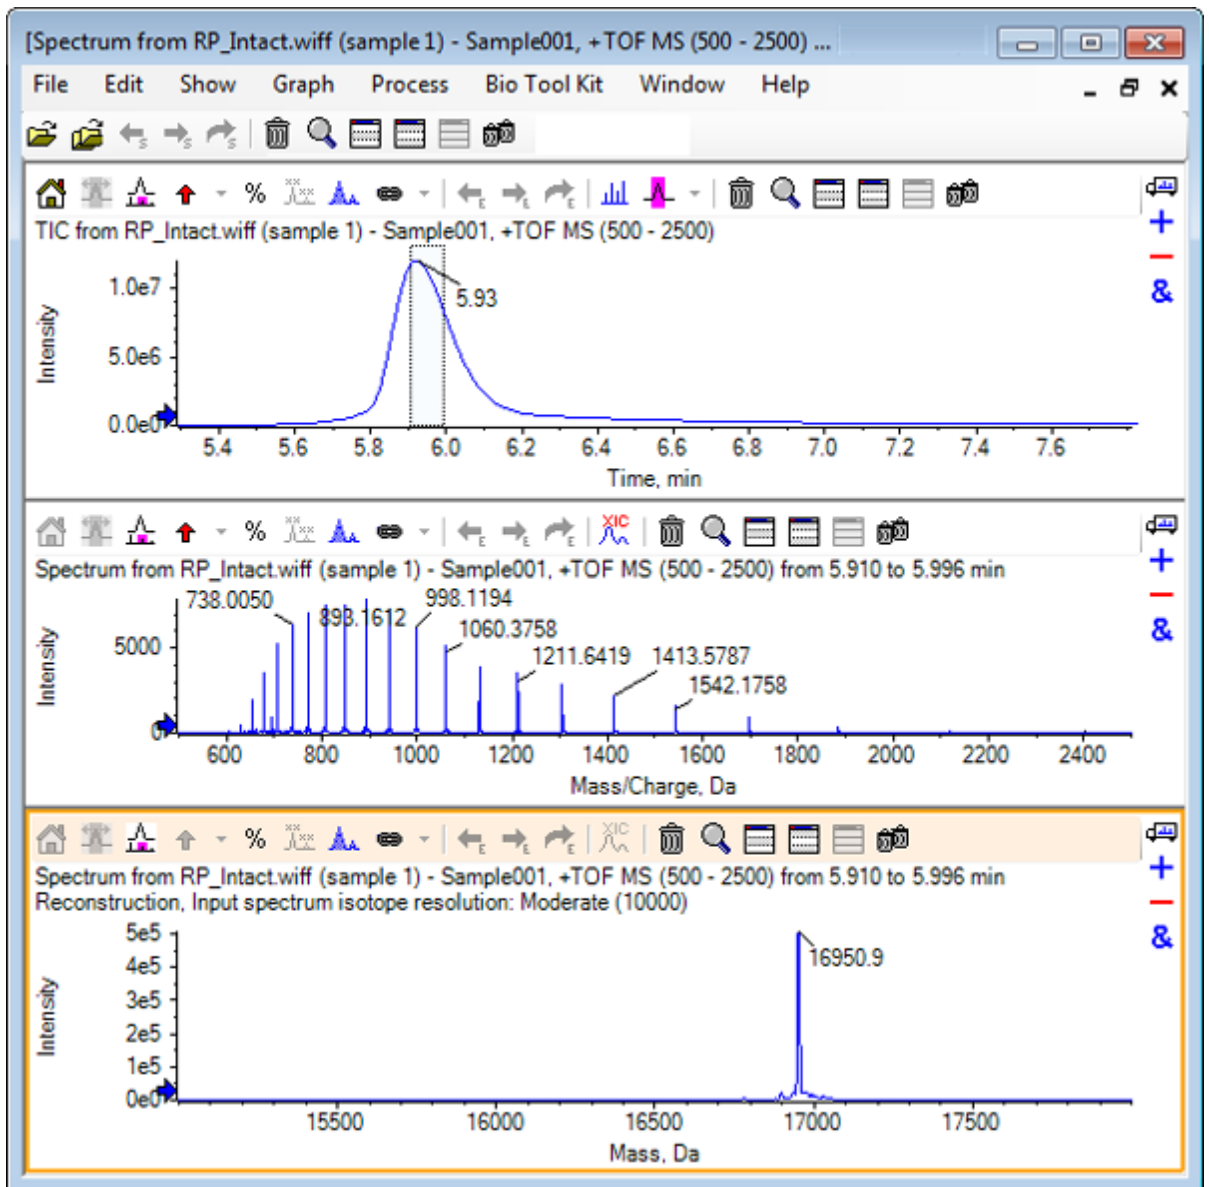 [Spectrum from RP_Intact.wiff (sample 1) - Sample001, +TOF MS (500 - 2500) ...
File Edit Show Graph Process Bio Tool Kit Window Help
TIC from RP_Intact.wiff (sample 1) - Sample001, +TOF MS (500 - 2500)
1.0e7
5.93
5.0e6
0.0e0
Intensity
5.4 5.6 5.8 6.0 6.2 6.4 6.6 6.8 7.0 7.2 7.4 7.6
Time, min
XIC
Spectrum from RP_Intact.wiff (sample 1) - Sample001, +TOF MS (500 - 2500) from 5.910 to 5.996 min
738.0050 893.1612 998.1194
1060.3758
1211.6419 1413.5787
1542.1758
5000
0
Intensity
600 800 1000 1200 1400 1600 1800 2000 2200 2400
Mass/Charge, Da
XIC
Spectrum from RP_Intact.wiff (sample 1) - Sample001, +TOF MS (500 - 2500) from 5.910 to 5.996 min
Reconstruction, Input spectrum isotope resolution: Moderate (10000)
5e5
16950.9
4e5
3e5
2e5
1e5
0e0
Intensity
15500 16000 16500 17000 17500
Mass, Da